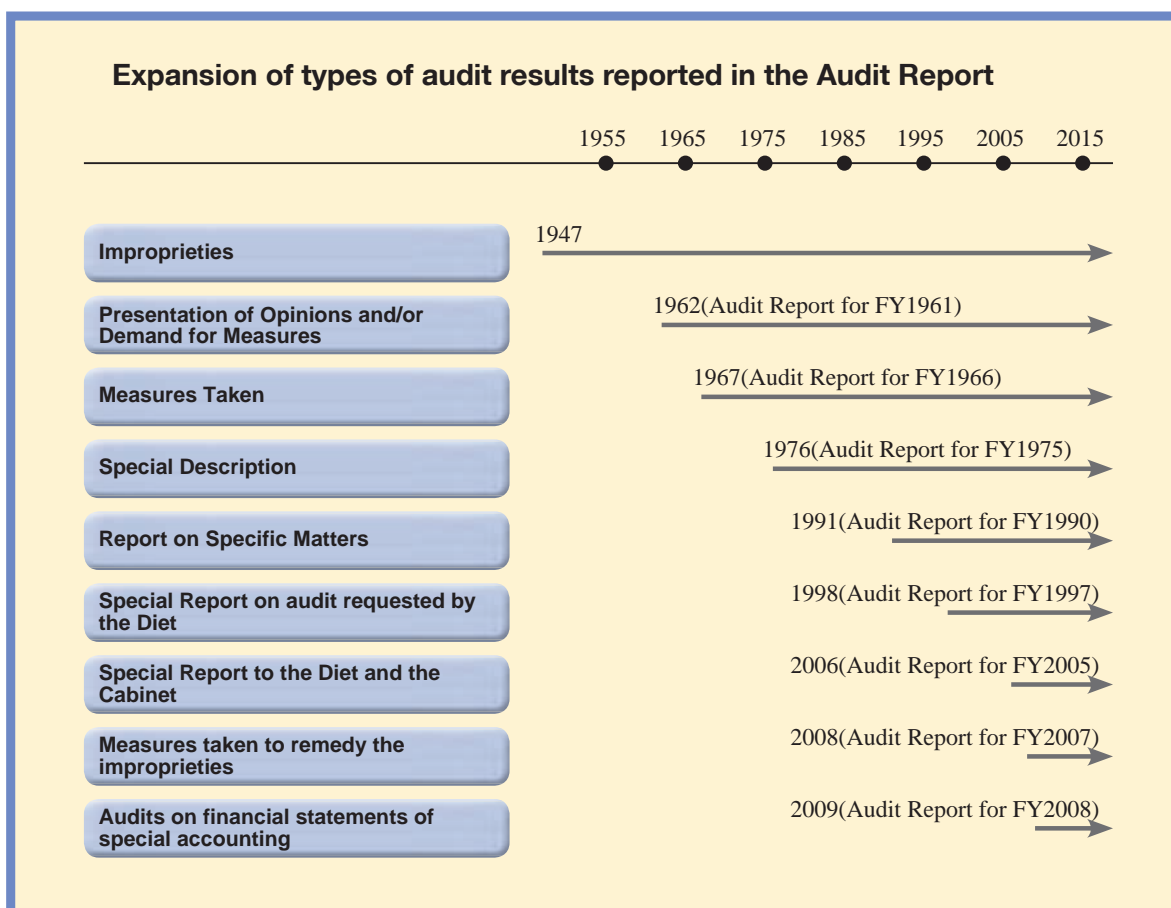 Expansion of types of audit results reported in the Audit Report
1955 1965 1975 1985 1995 2005 2015
Improprieties
1947
Presentation of Opinions and/or
Demand for Measures
1962(Audit Report for FY1961)
Measures Taken
1967(Audit Report for FY1966)
Special Description
1976(Audit Report for FY1975)
Report on Specific Matters
1991(Audit Report for FY1990)
Special Report on audit requested by
the Diet
1998(Audit Report for FY1997)
Special Report to the Diet and the
Cabinet
2006(Audit Report for FY2005)
Measures taken to remedy the
improprieties
2008(Audit Report for FY2007)
Audits on financial statements of
special accounting
2009(Audit Report for FY2008)